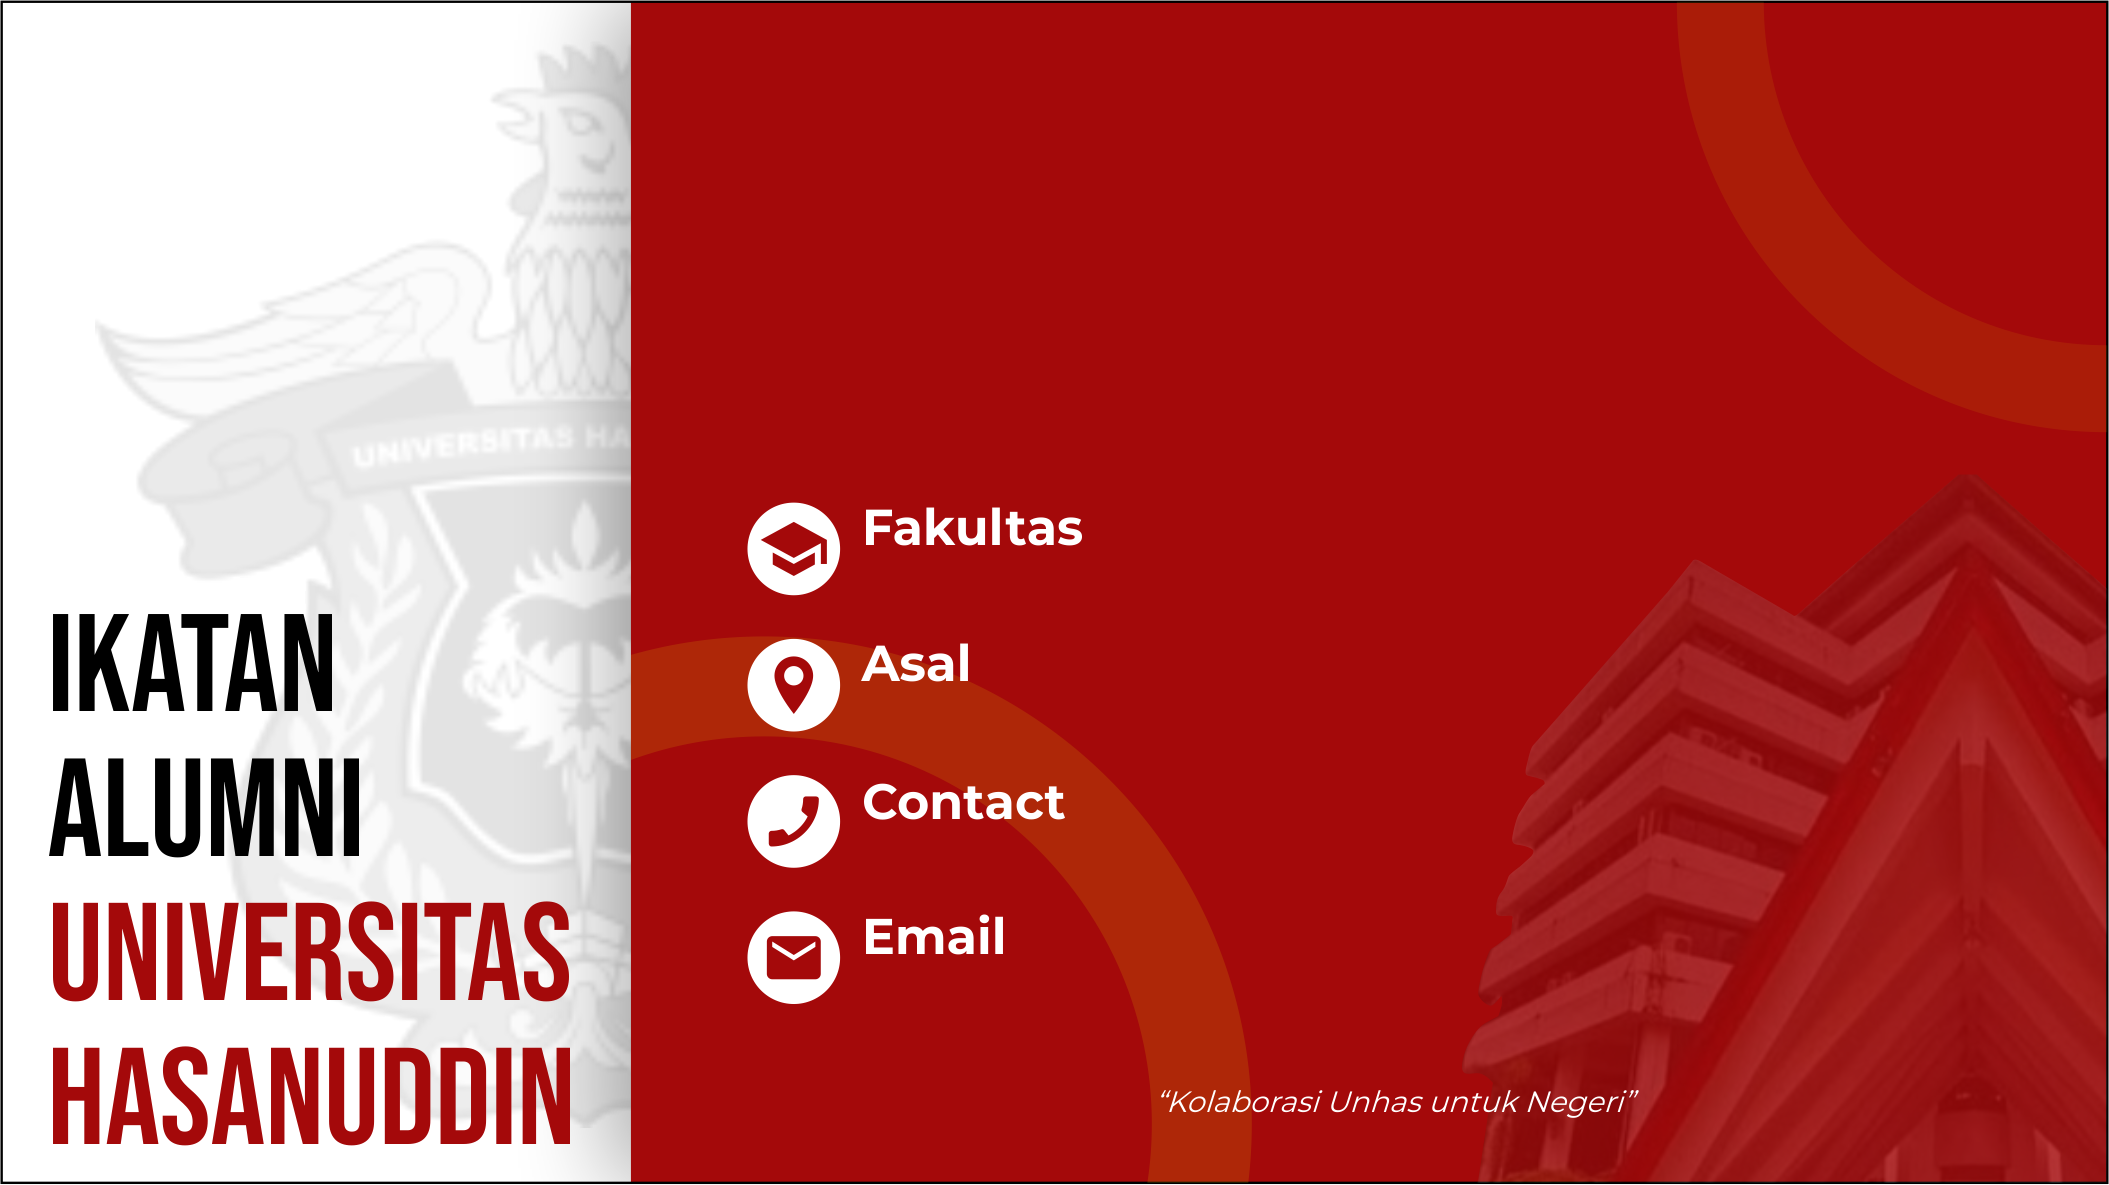 UNIVERSITAS HA
IKATAN
ALUMNI
UNIVERSITAS
HASANUDDIN
Fakultas
Asal
Contact
Email
“Kolaborasi Unhas untuk Negeri”